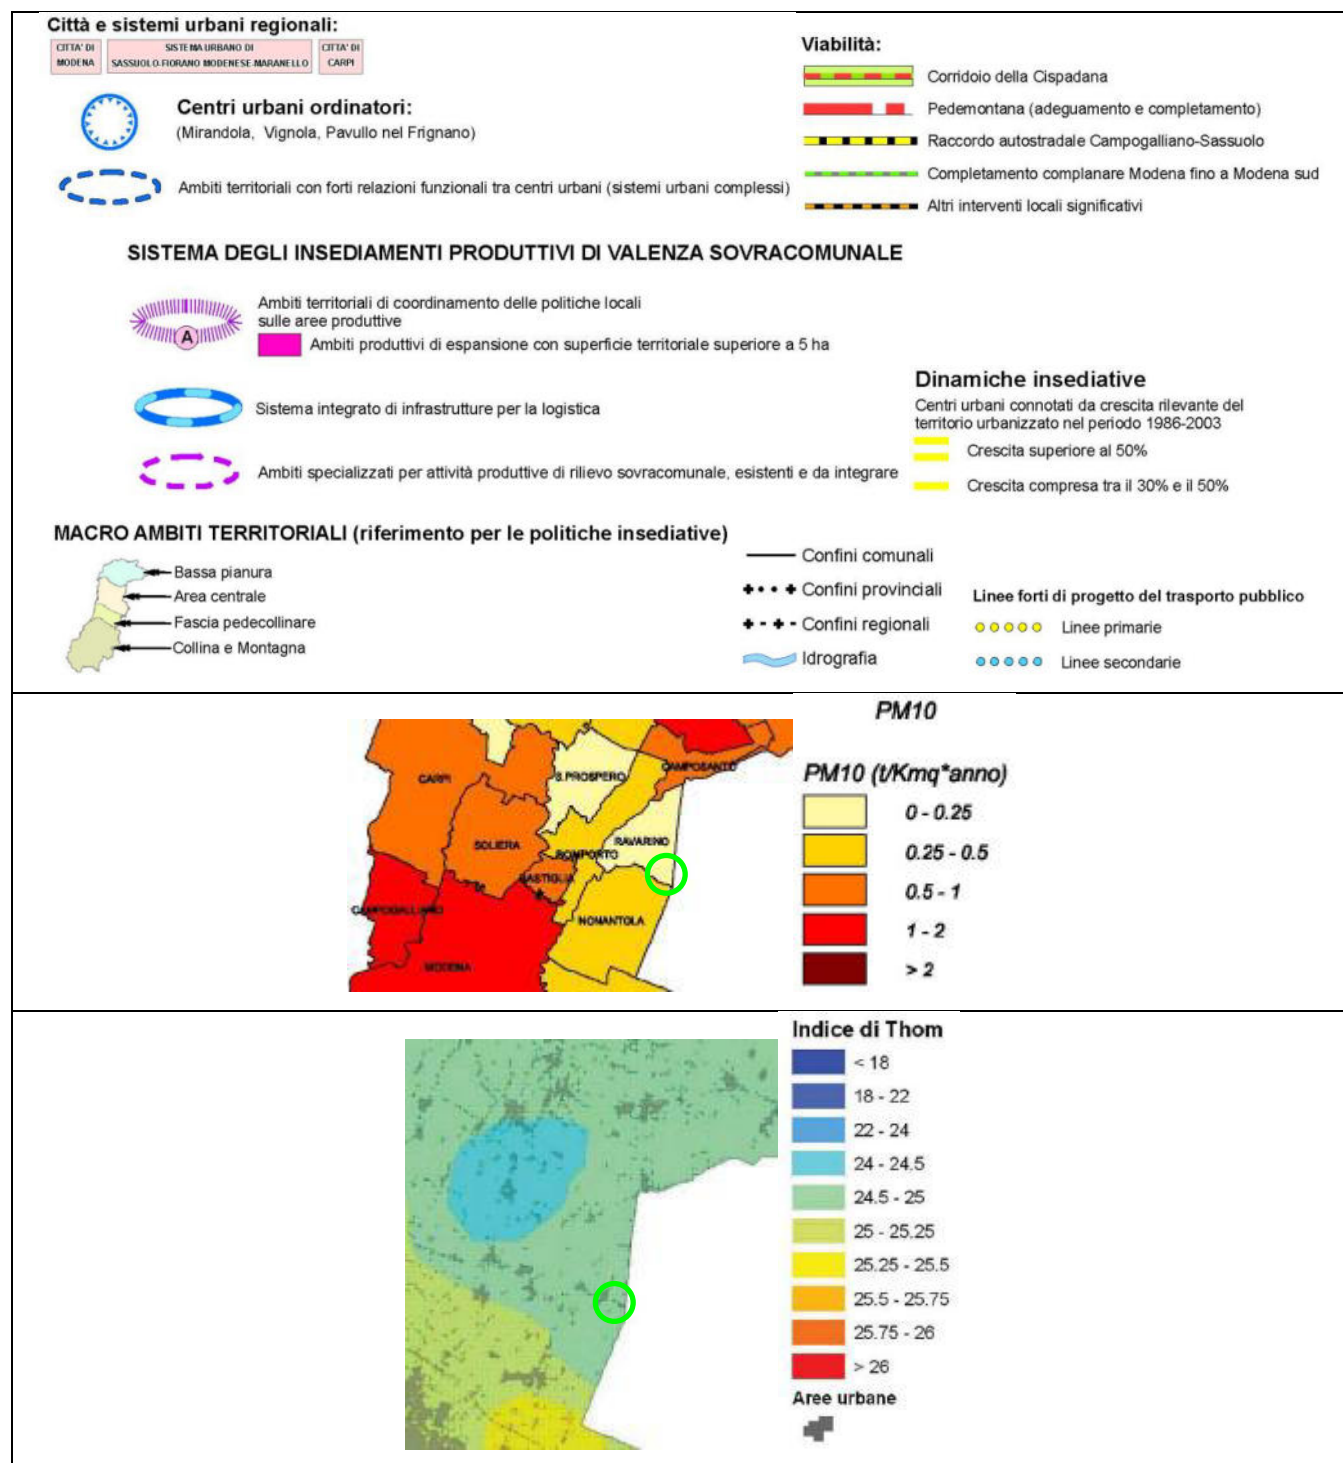 Città e sistemi urbani regionali:
CITTA' DI
MODENA
SISTEMA URBANO DI
SASSUOLO-FIORANO MODENESE-MARANELLO
CITTA' DI
CARPI
Centri urbani ordinatori:
(Mirandola, Vignola, Pavullo nel Frignano)
Ambiti territoriali con forti relazioni funzionali tra centri urbani (sistemi urbani complessi)
Viabilità:
Corridoio della Cispadana
Pedemontana (adeguamento e completamento)
Raccordo autostradale Campogalliano-Sassuolo
Completamento complanare Modena fino a Modena sud
Altri interventi locali significativi
SISTEMA DEGLI INSEDIAMENTI PRODUTTIVI DI VALENZA SOVRACOMUNALE
Ambiti territoriali di coordinamento delle politiche locali
sulle aree produttive
A
Ambiti produttivi di espansione con superficie territoriale superiore a 5 ha
Sistema integrato di infrastrutture per la logistica
Ambiti specializzati per attività produttive di rilievo sovracomunale, esistenti e da integrare
Dinamiche insediative
Centri urbani connotati da crescita rilevante del
territorio urbanizzato nel periodo 1986-2003
Crescita superiore al 50%
Crescita compresa tra il 30% e il 50%
MACRO AMBITI TERRITORIALI (riferimento per le politiche insediative)
Bassa pianura
Area centrale
Fascia pedecollinare
Collina e Montagna
Confini comunali
Confini provinciali
Confini regionali
Idrografia
Linee forti di progetto del trasporto pubblico
Linee primarie
Linee secondarie
CARPI
S.PROSPERO
CAMPOSANTO
SOLIERA
BOMPORTO
RAVARINO
BASTIGLIA
CAMPOGALLIANO
NONANTOLA
MODENA
PM10
PM10 (t/Kmq*anno)
0 - 0.25
0.25 - 0.5
0.5 - 1
1 - 2
> 2
Indice di Thom
< 18
18 - 22
22 - 24
24 - 24.5
24.5 - 25
25 - 25.25
25.25 - 25.5
25.5 - 25.75
25.75 - 26
> 26
Aree urbane